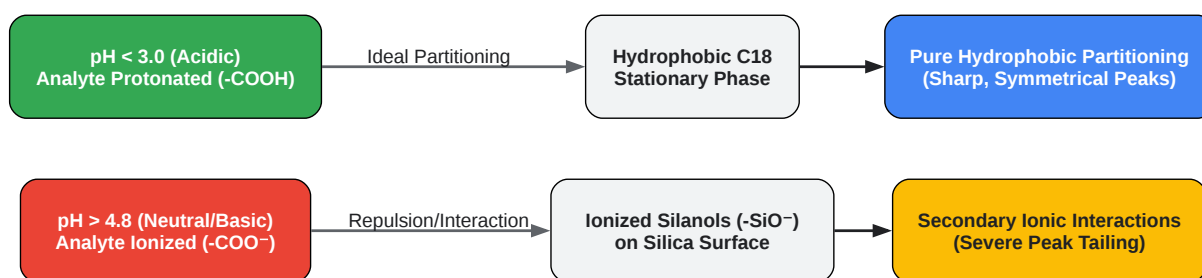 pH < 3.0 (Acidic)
Analyte Protonated (-COOH)
Ideal Partitioning
Hydrophobic C18
Stationary Phase
Pure Hydrophobic Partitioning
(Sharp, Symmetrical Peaks)
pH > 4.8 (Neutral/Basic)
Analyte Ionized (-COO⁻)
Repulsion/Interaction
Ionized Silanols (-SiO⁻)
on Silica Surface
Secondary Ionic Interactions
(Severe Peak Tailing)